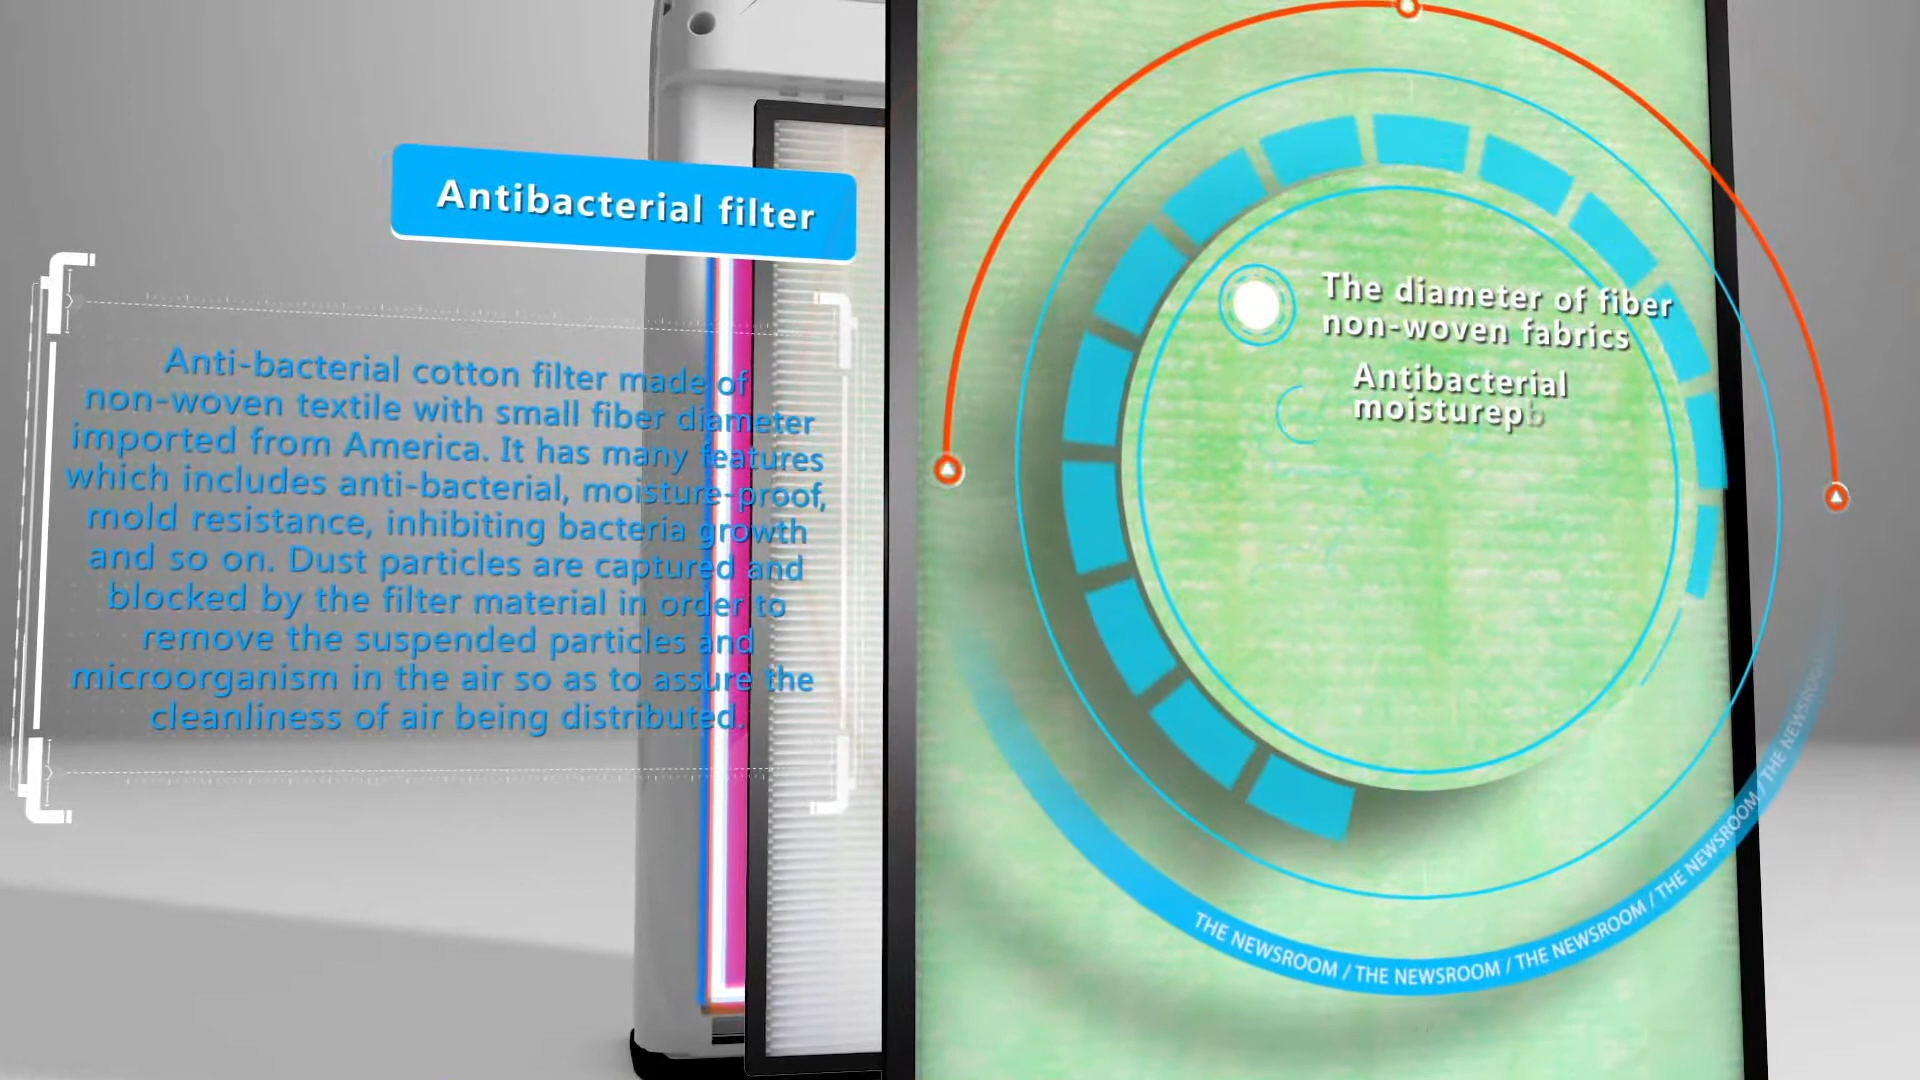 Antibacterial filter
Anti-bacterial cotton filter made of
non-woven textile with small fiber diameter
imported from America. It has many features
which includes anti-bacterial, moisture-proof,
mold resistance, inhibiting bacteria growth
and so on. Dust particles are captured and
blocked by the filter material in order to
remove the suspended particles and
microorganism in the air so as to assure the
cleanliness of air being distributed.
The diameter of fiber
non-woven fabrics
Antibacterial
THE NEWSROOM / THE NEWSROOM / THE NEWSROOM / THE NEWSROOM / THE NEWSROOM